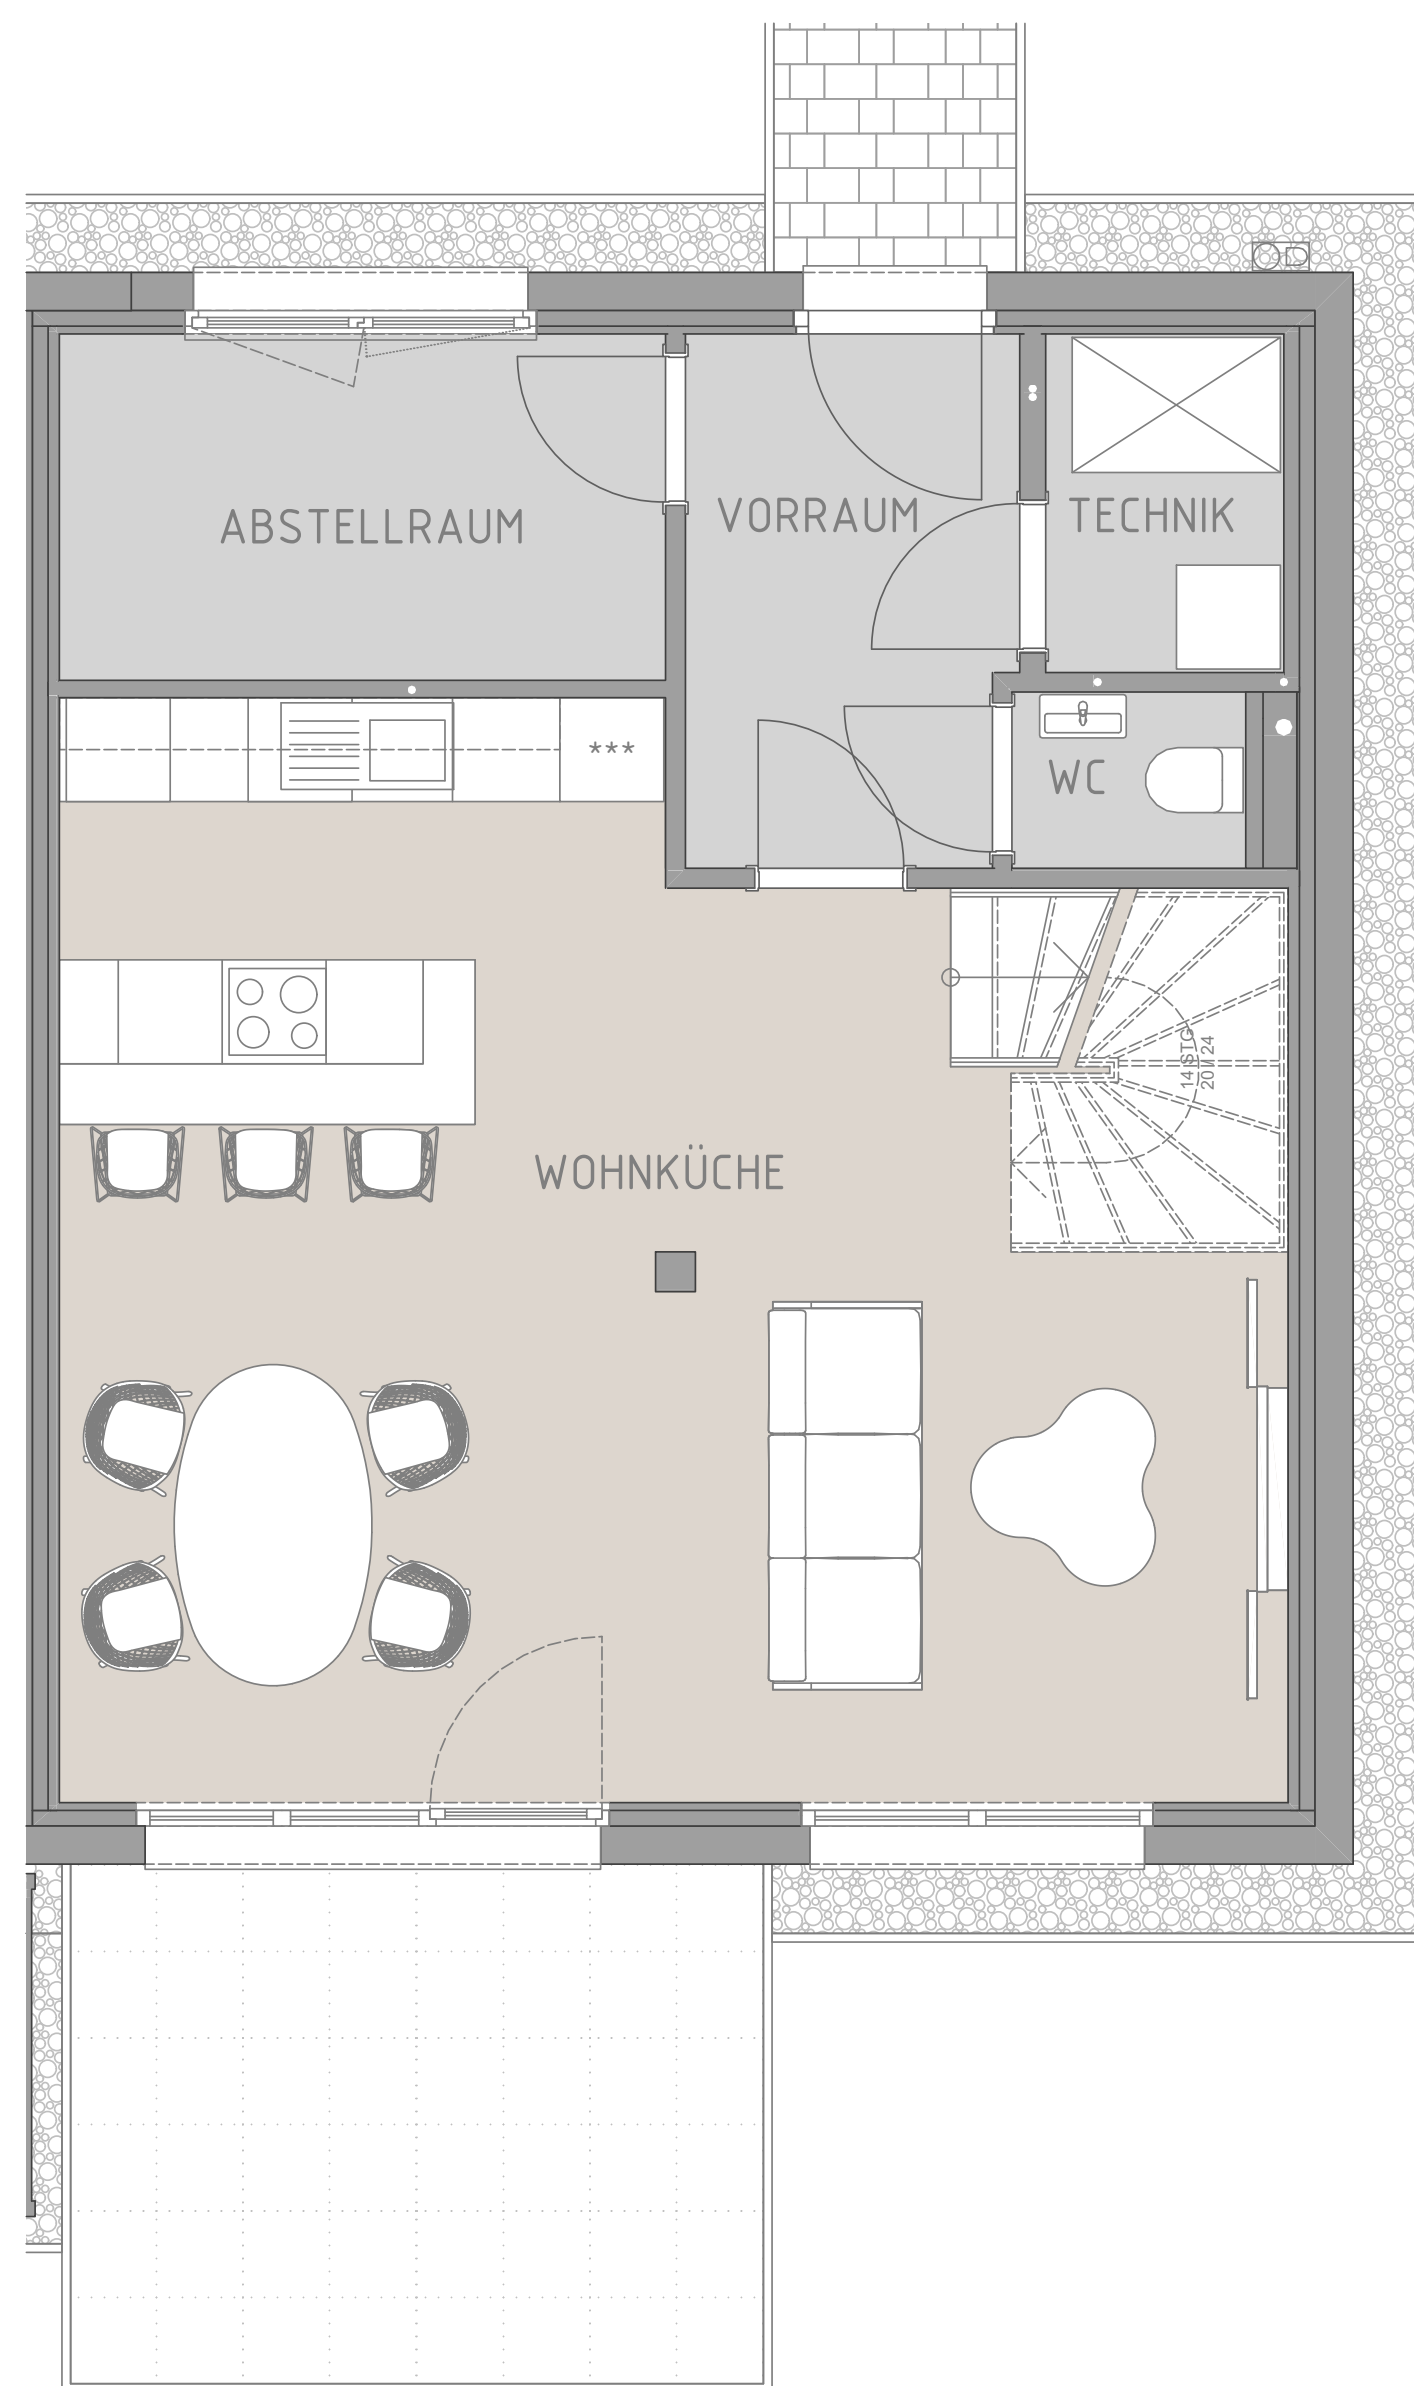 ABSTELLRAUM
VORRAUM
TECHNIK
***
WC
14 STG
20 / 24
WOHNKÜCHE